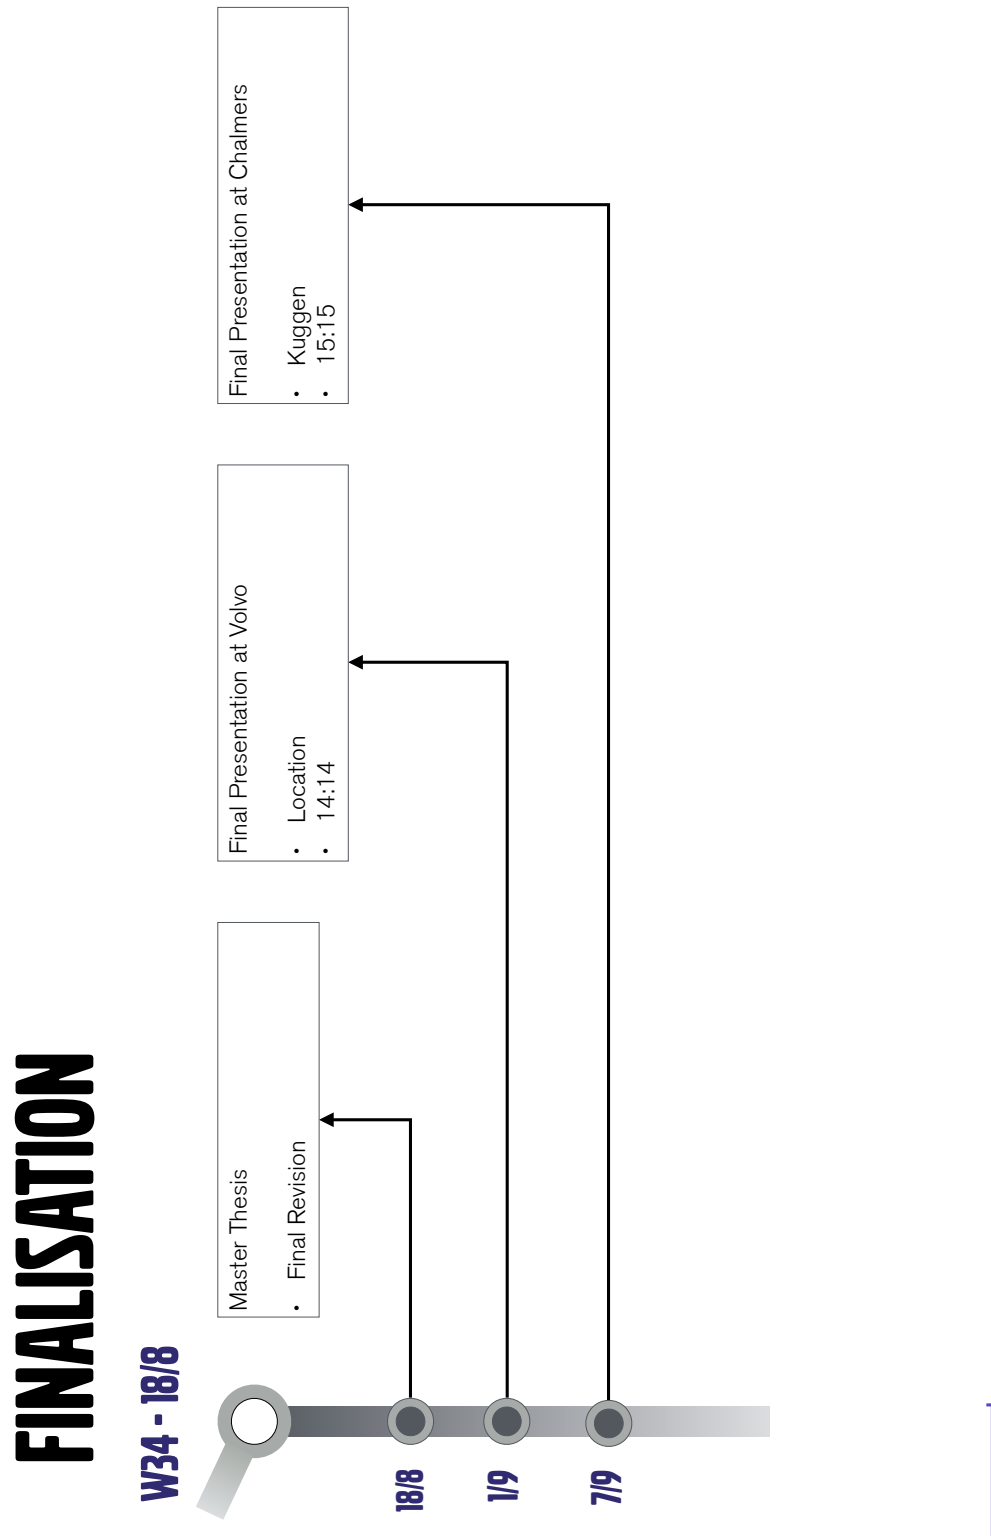 FINALISATION
W34 - 18/8
Master Thesis
• Final Revision
Final Presentation at Volvo
• Location
• 14:14
Final Presentation at Chalmers
• Kuggen
• 15:15
18/8
1/9
7/9